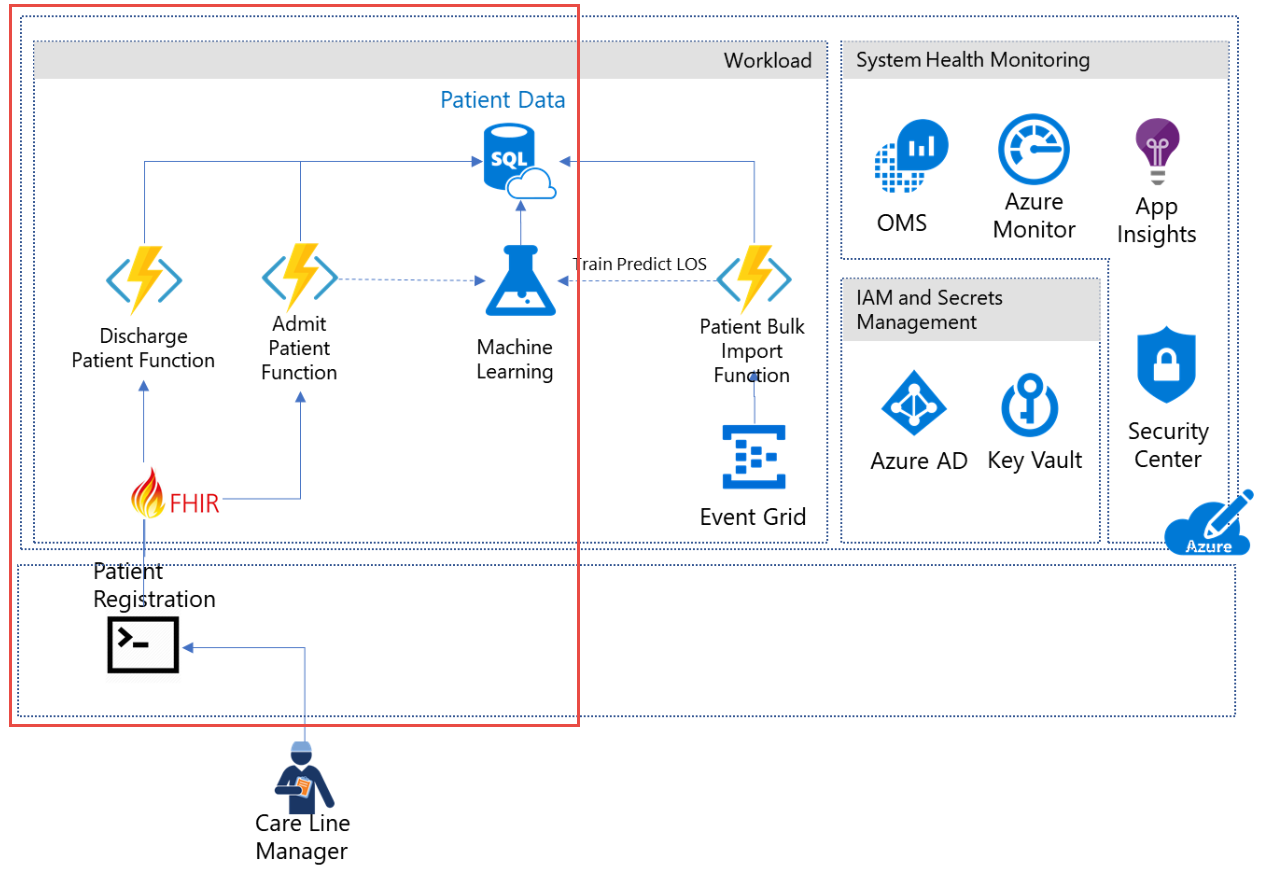 Workload
System Health Monitoring
Patient Data
SQL
OMS
Azure
Monitor
App
Insights
Train Predict LOS
Discharge
Patient Function
Admit
Patient
Function
Machine
Learning
Patient Bulk
Import
Function
IAM and Secrets
Management
Azure AD
Key Vault
Security
Center
FHIR
Event Grid
Azure
Patient
Registration
>_
Care Line
Manager